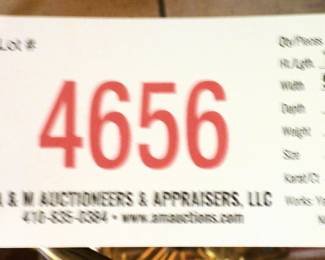 Lot #
4656
& M AUCTIONEERS & APPRAISERS, LLC
410-835-0384 • www.amauctions.com
Qty/Pieces
Ht./Lgth.
Width
Depth
Weight
Size
Karat/Ct
Works